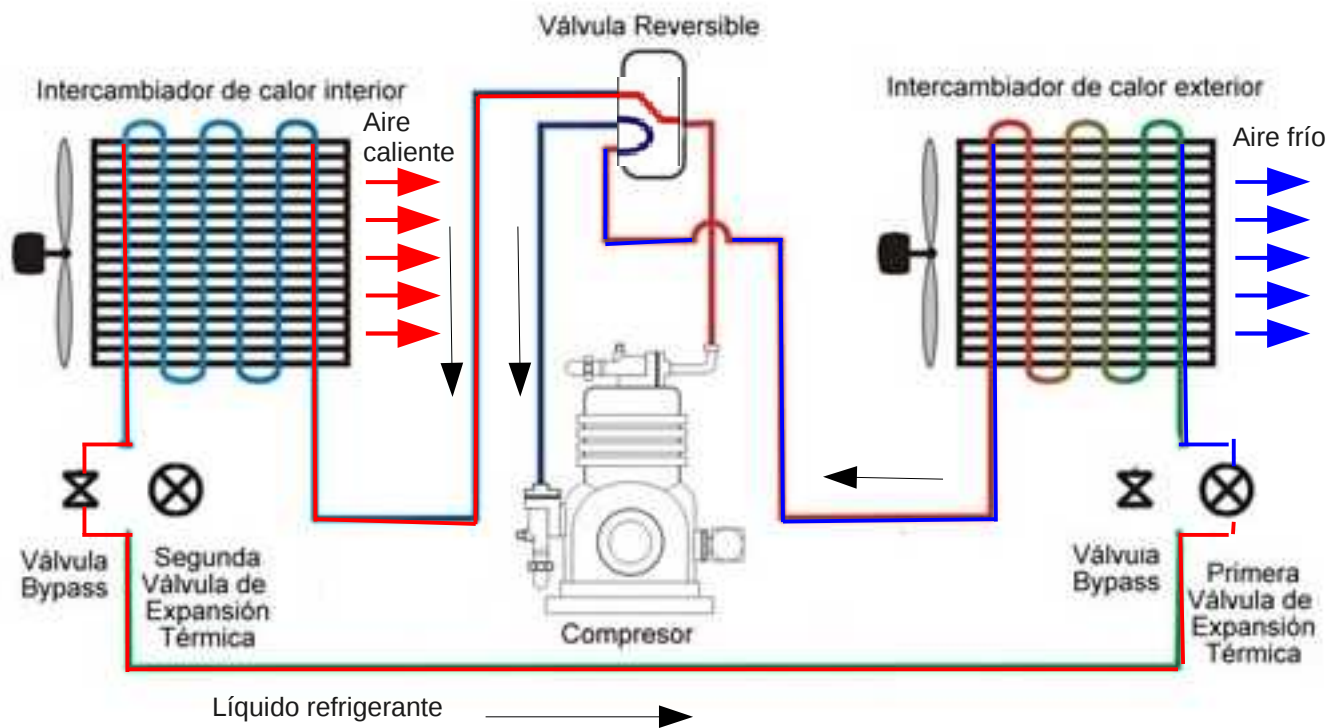 Válvula Reversible
Intercambiador de calor interior
Intercambiador de calor exterior
Aire
caliente
Aire frío
Válvula
Bypass
Segunda
Válvula de
Expansión
Térmica
Compresor
Válvuıa
Bypass
Primera
Válvula de
Expansión
Térmica
Líquido refrigerante